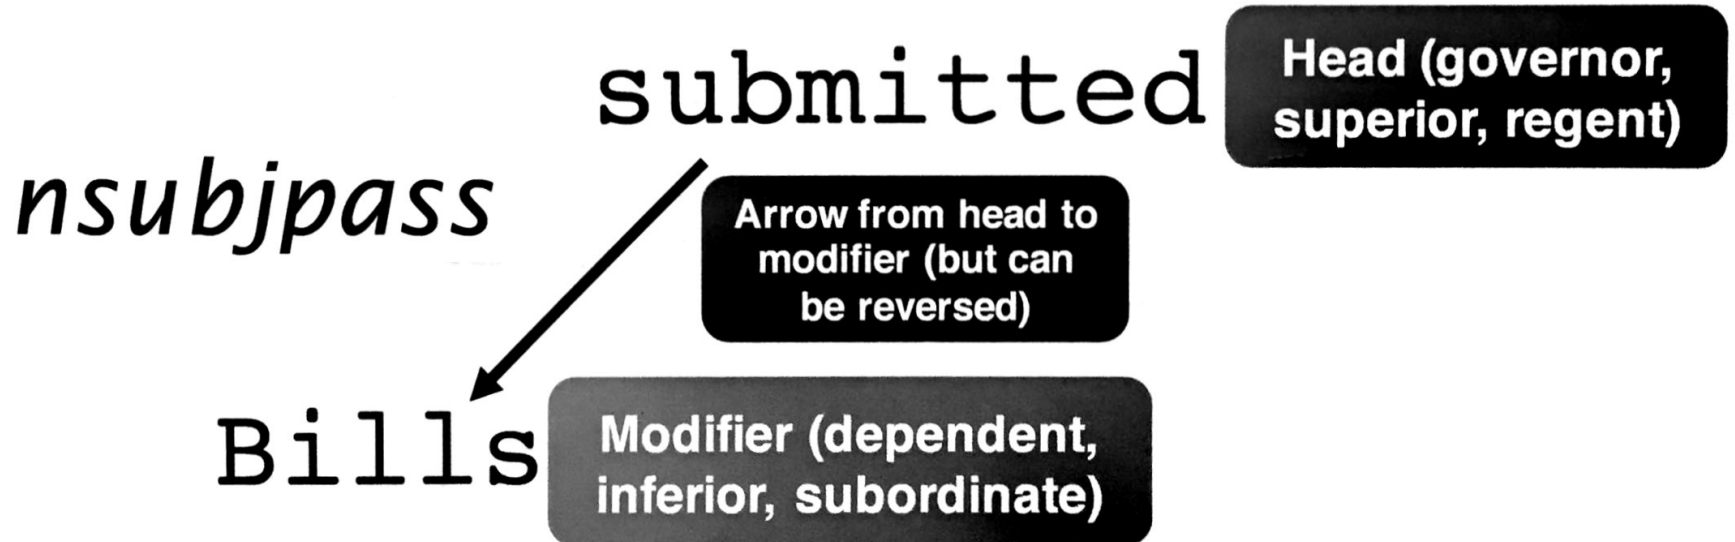 submitted
Head (governor,
superior, regent)
nsubjpass
Arrow from head to
modifier (but can
be reversed)
Bills
Modifier (dependent,
inferior, subordinate)